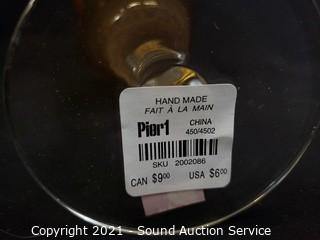 HAND MADE
FAIT À LA MAIN
Pier1
CHINA
450/4502
SKU 2002086
CAN $9.00 USA $6.00
Copyright 2021 - Sound Auction Service